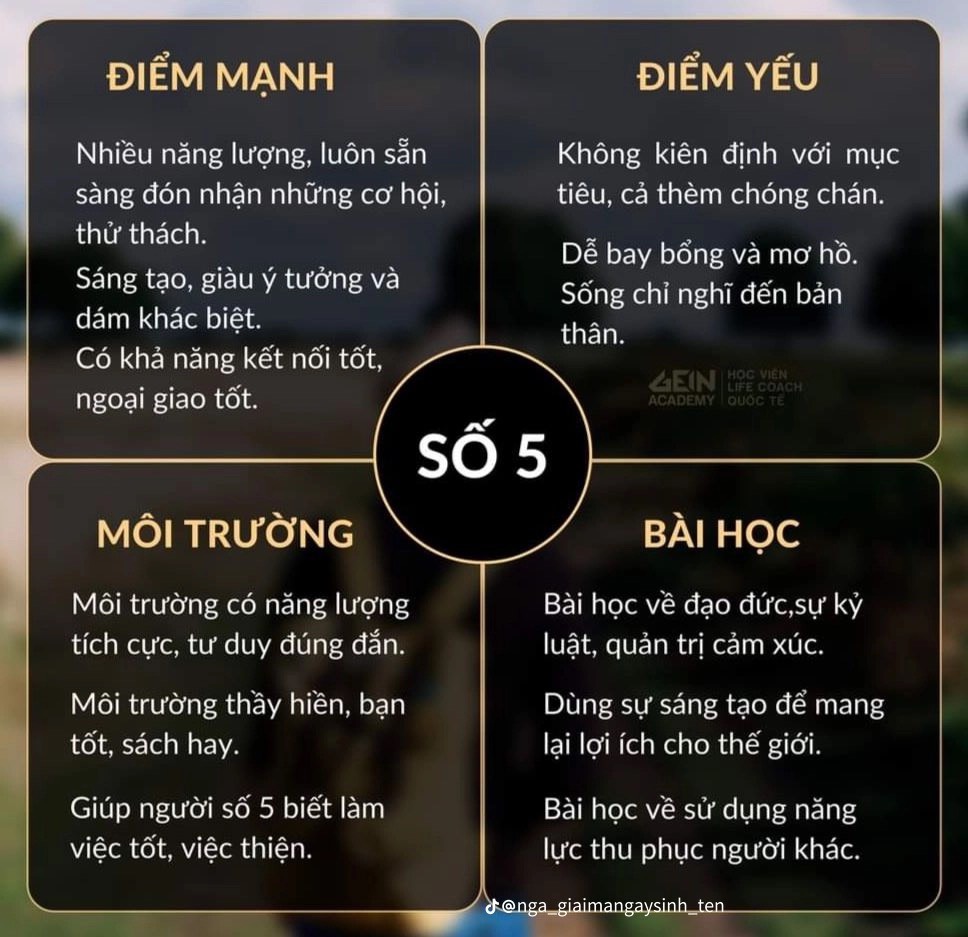 ĐIỂM MẠNH
Nhiều năng lượng, luôn sẵn
sàng đón nhận những cơ hội,
thử thách.
Sáng tạo, giàu ý tưởng và
dám khác biệt.
Có khả năng kết nối tốt,
ngoại giao tốt.
ĐIỂM YẾU
Không kiên định với mục
tiêu, cả thèm chóng chán.
Dễ bay bổng và mơ hồ.
Sống chỉ nghĩ đến bản
thân.
GEIN
ACADEMY
HỌC VIỆN
LIFE COACH
QUỐC TẾ
SỐ 5
MÔI TRƯỜNG
Môi trường có năng lượng
tích cực, tư duy đúng đắn.
Môi trường thầy hiền, bạn
tốt, sách hay.
Giúp người số 5 biết làm
việc tốt, việc thiện.
BÀI HỌC
Bài học về đạo đức,sự kỷ
luật, quản trị cảm xúc.
Dùng sự sáng tạo để mang
lại lợi ích cho thế giới.
Bài học về sử dụng năng
lực thu phục người khác.
@nga_giaimangaysinh_ten